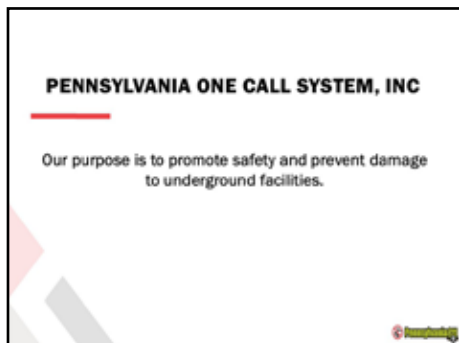 PENNSYLVANIA ONE CALL SYSTEM, INC
Our purpose is to promote safety and prevent damage
to underground facilities.